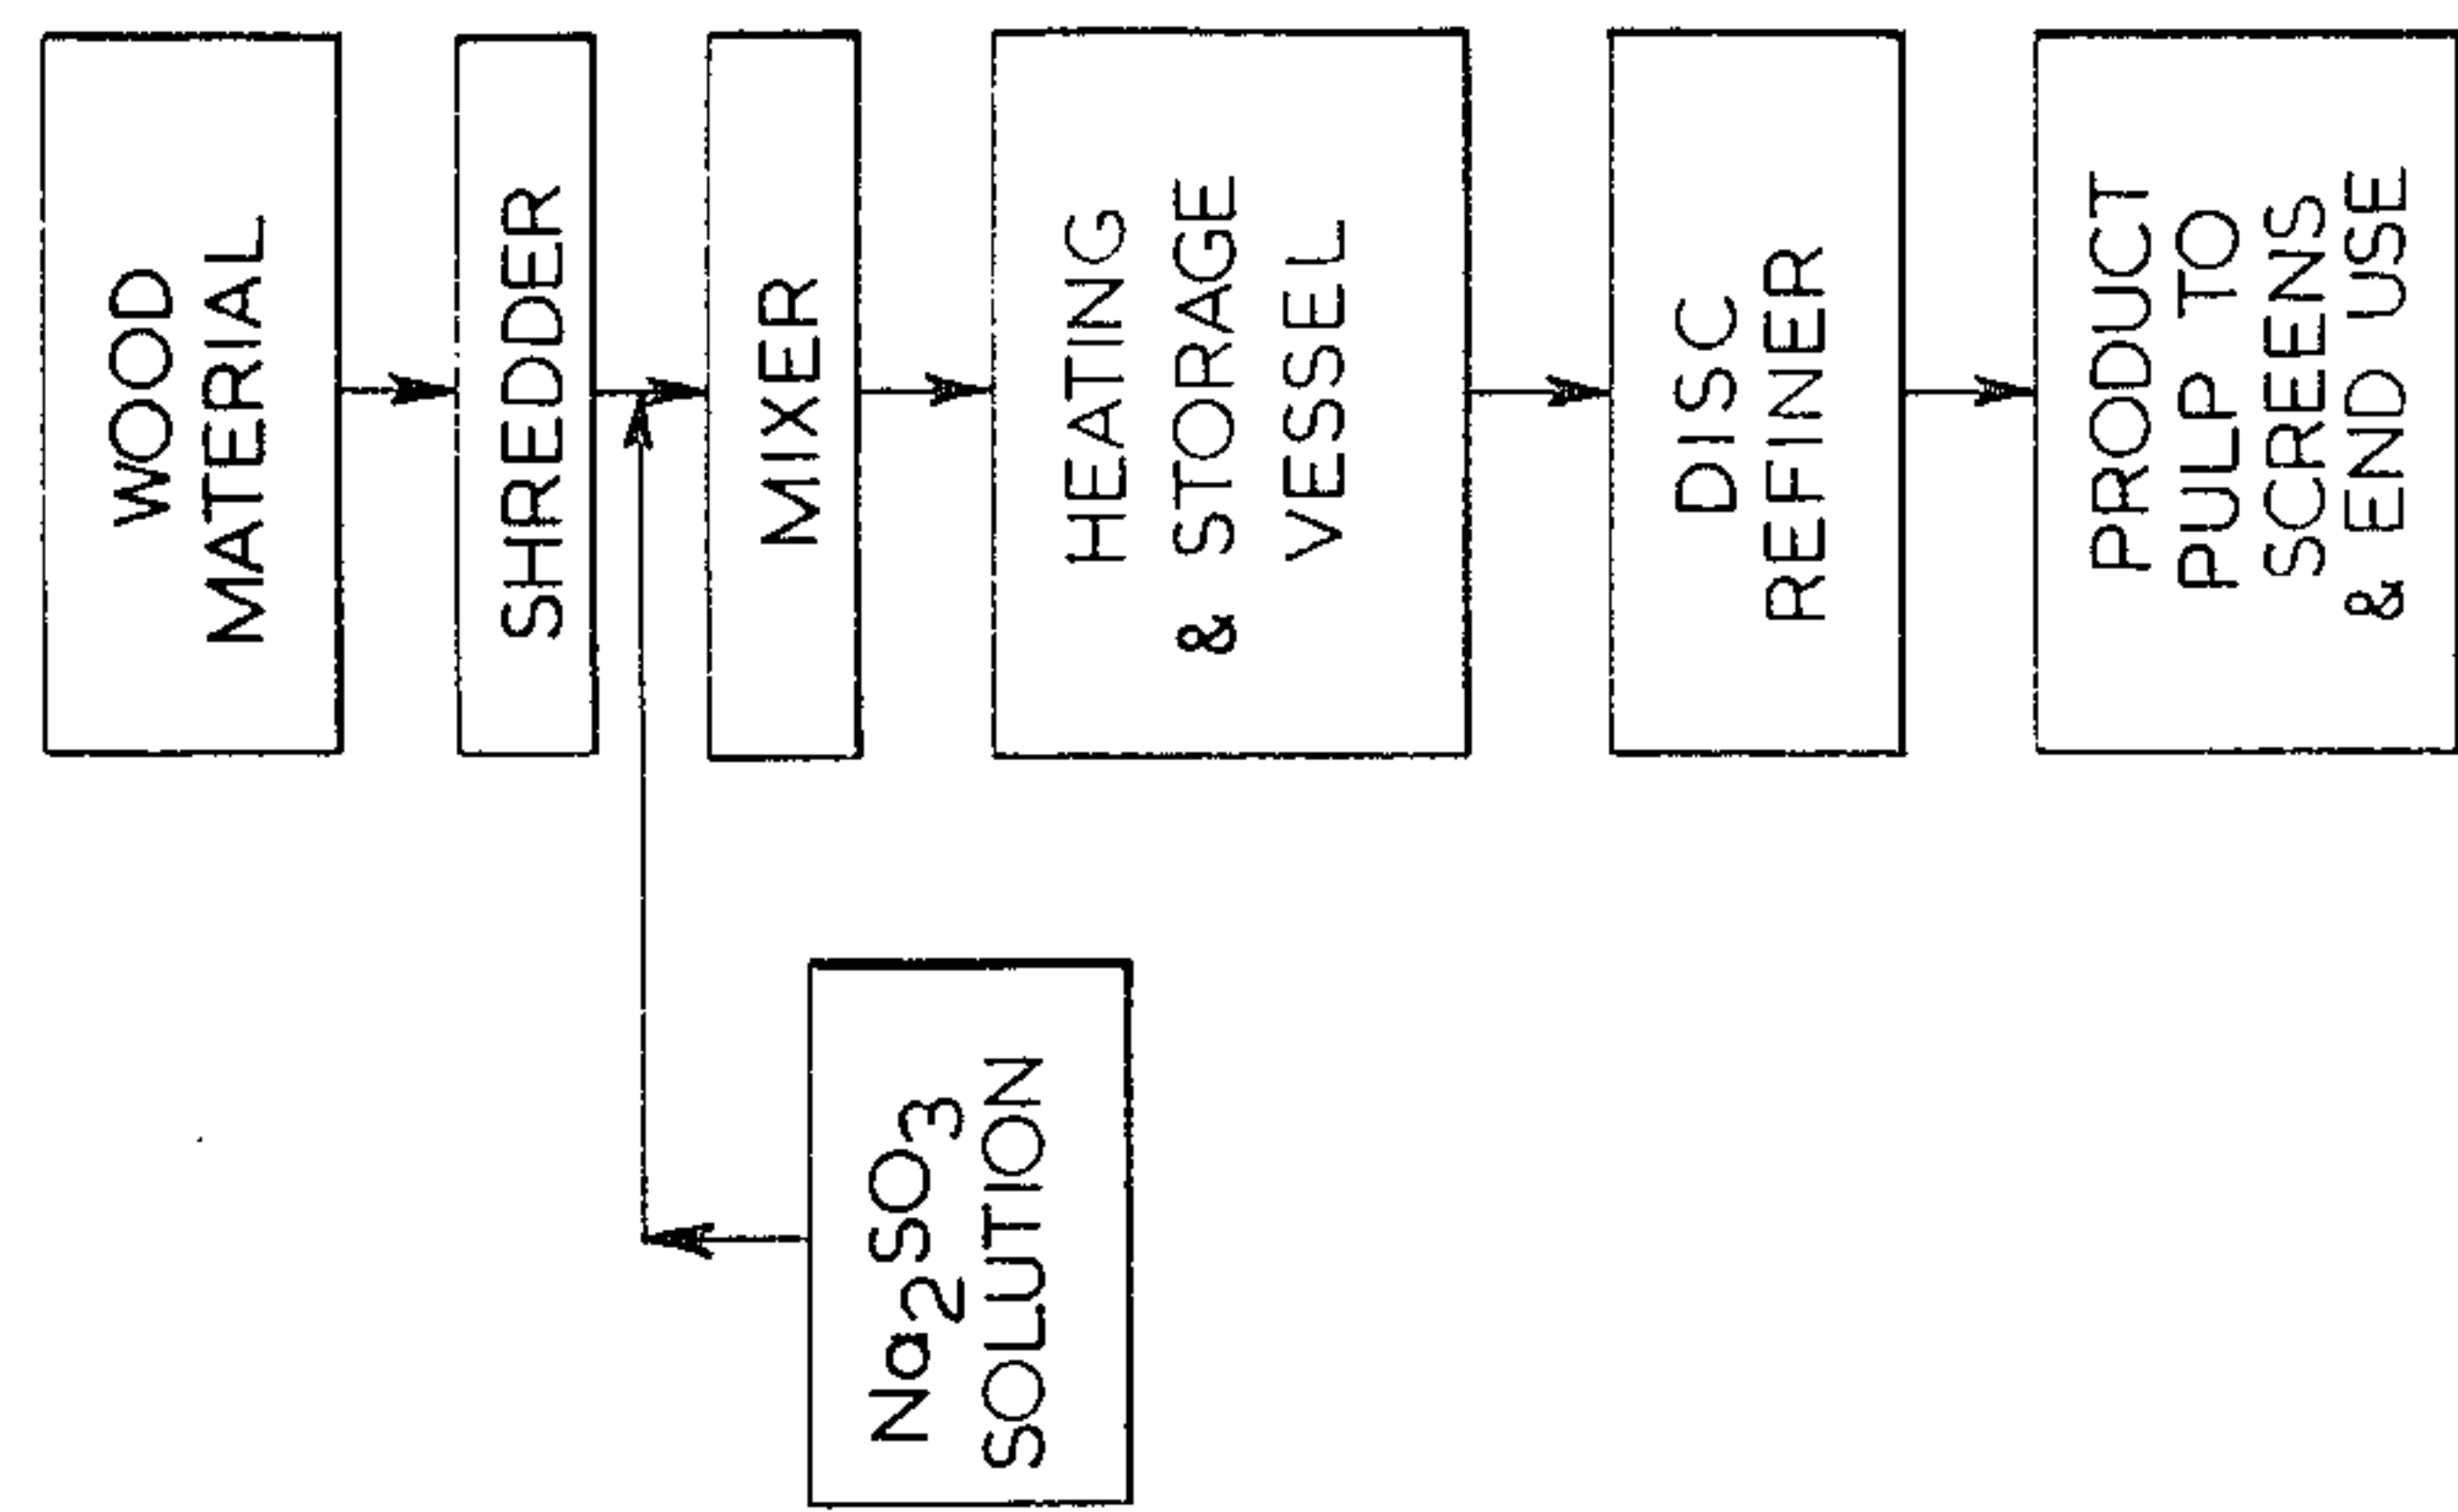 WOOD
MATERIAL
SHREDDER
Na2SO3
SOLUTION
MIXER
HEATING
& STORAGE
VESSEL
DISC
REFINER
PRODUCT
PULP TO
SCREENS
& END USE